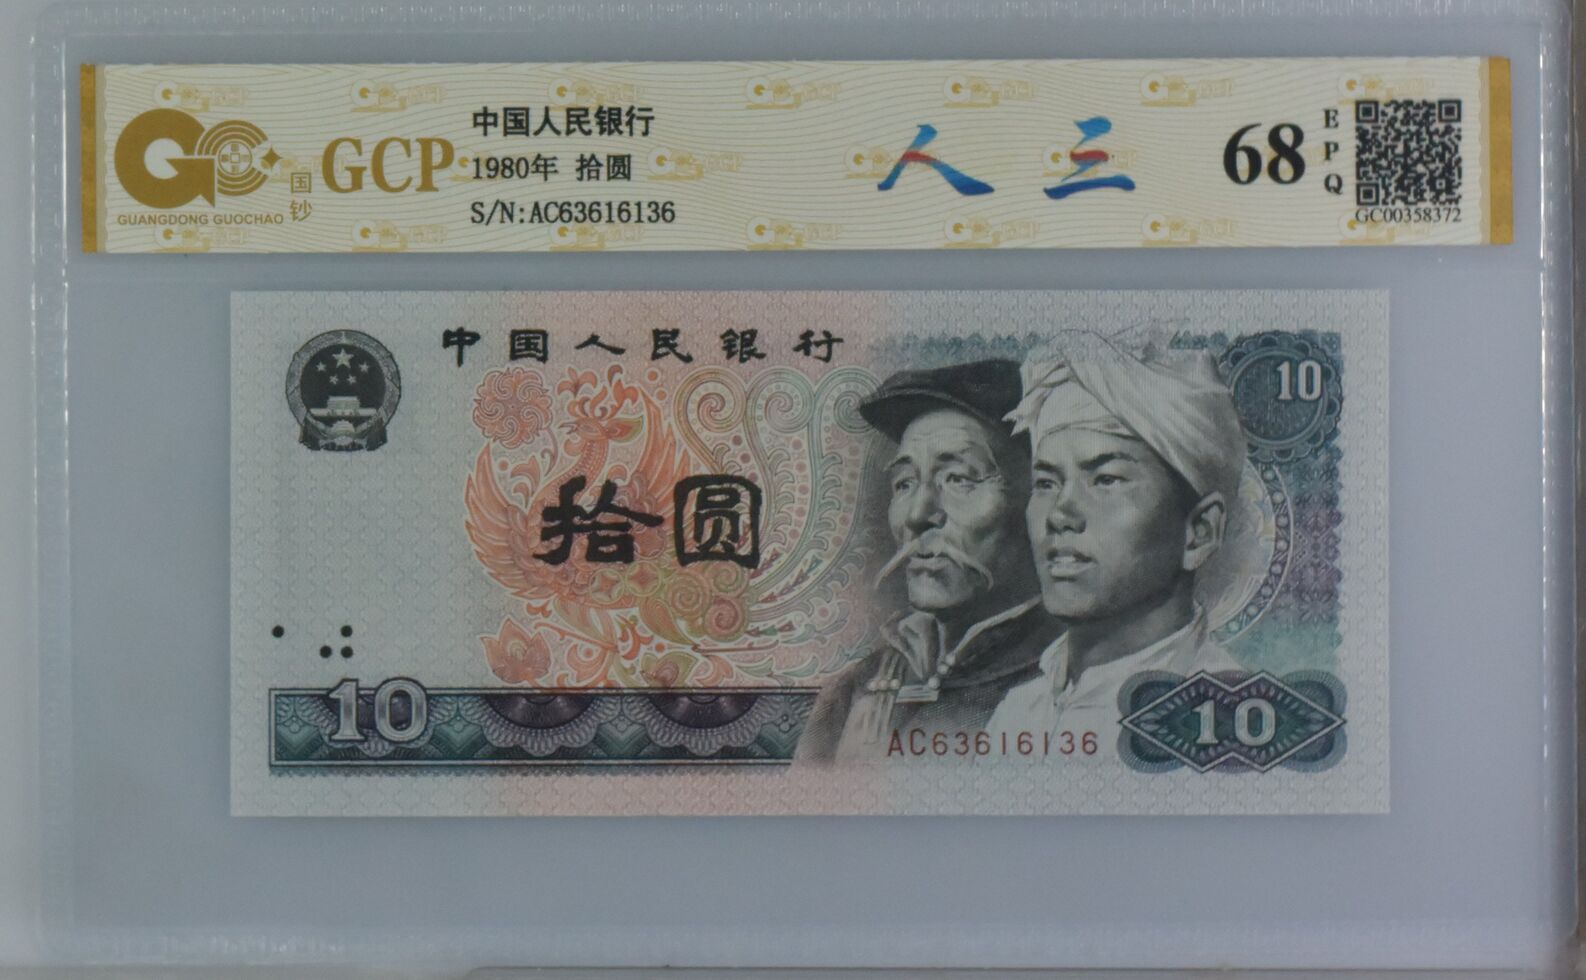 中国人民银行
GCP
1980年 拾圆
人三
68
EPQ
国钞
GUANGDONG GUOCHAO
S/N:AC63616136
GC00358372
中国人民银行
10
拾圆
10
AC63616136
10